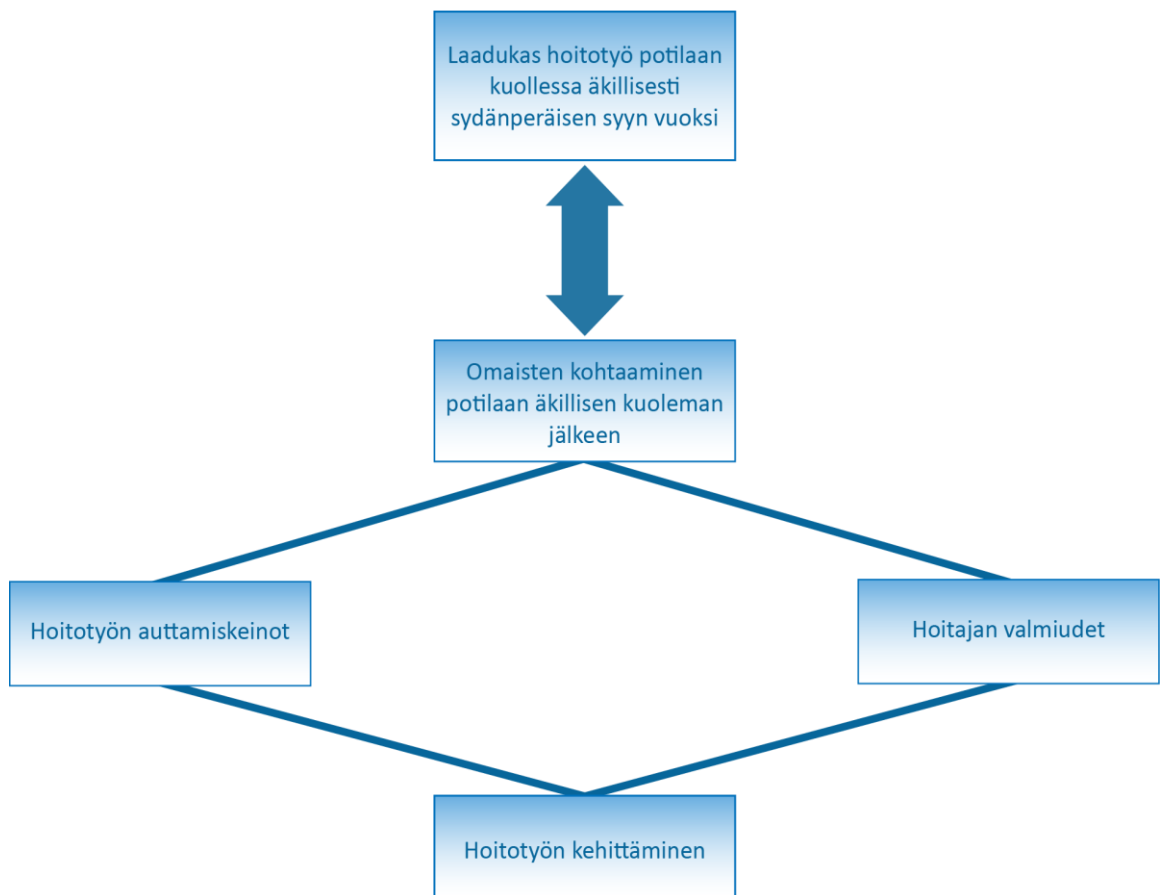 Laadukas hoitotyö potilaan
kuollessa äkillisesti
sydänperäisen syyn vuoksi
Omaisten kohtaaminen
potilaan äkillisen kuoleman
jälkeen
Hoitotyön auttamiskeinot
Hoitajan valmiudet
Hoitotyön kehittäminen